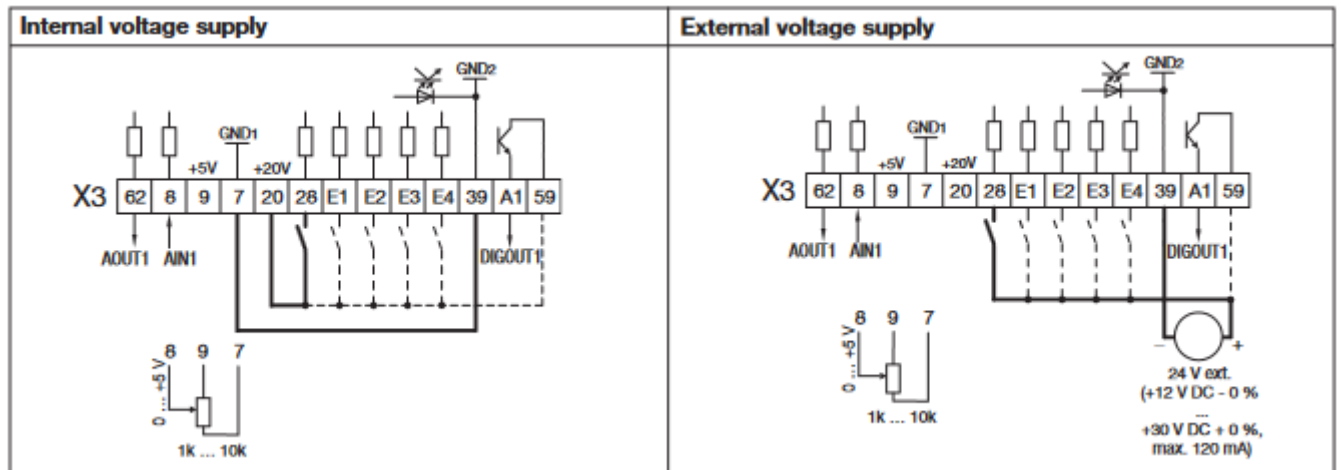 Internal voltage supply
GND2
GND1
+5V +20V
X3 62 8 9 7 20 28 E1 E2 E3 E4 39 A1 59
AOUT1 AIN1 DIGOUT1
8 9 7
0 ... +5 V
1k ... 10k
External voltage supply
GND2
GND1
+5V +20V
X3 62 8 9 7 20 28 E1 E2 E3 E4 39 A1 59
AOUT1 AIN1 DIGOUT1
8 9 7
0 ... +5 V
1k ... 10k
− +
24 V ext.
(+12 V DC - 0 %
...
+30 V DC + 0 %,
max. 120 mA)